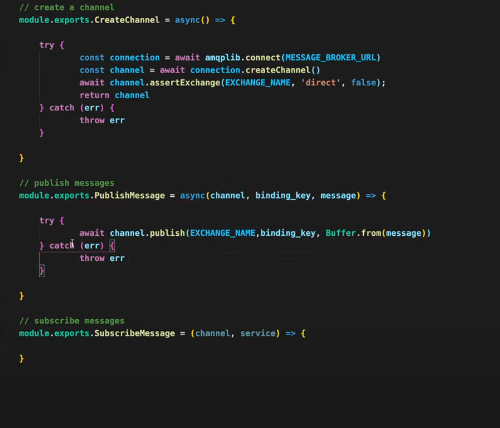 // create a channel
module.exports.CreateChannel = async() => {
try {
const connection = await amqplib.connect(MESSAGE_BROKER_URL)
const channel = await connection.createChannel()
await channel.assertExchange(EXCHANGE_NAME, 'direct', false);
return channel
} catch (err) {
throw err
}
}
// publish messages
module.exports.PublishMessage = async(channel, binding_key, message) => {
try {
await channel.publish(EXCHANGE_NAME,binding_key, Buffer.from(message))
} catch (err) {
throw err
}
}
// subscribe messages
module.exports.SubscribeMessage = (channel, service) => {
}